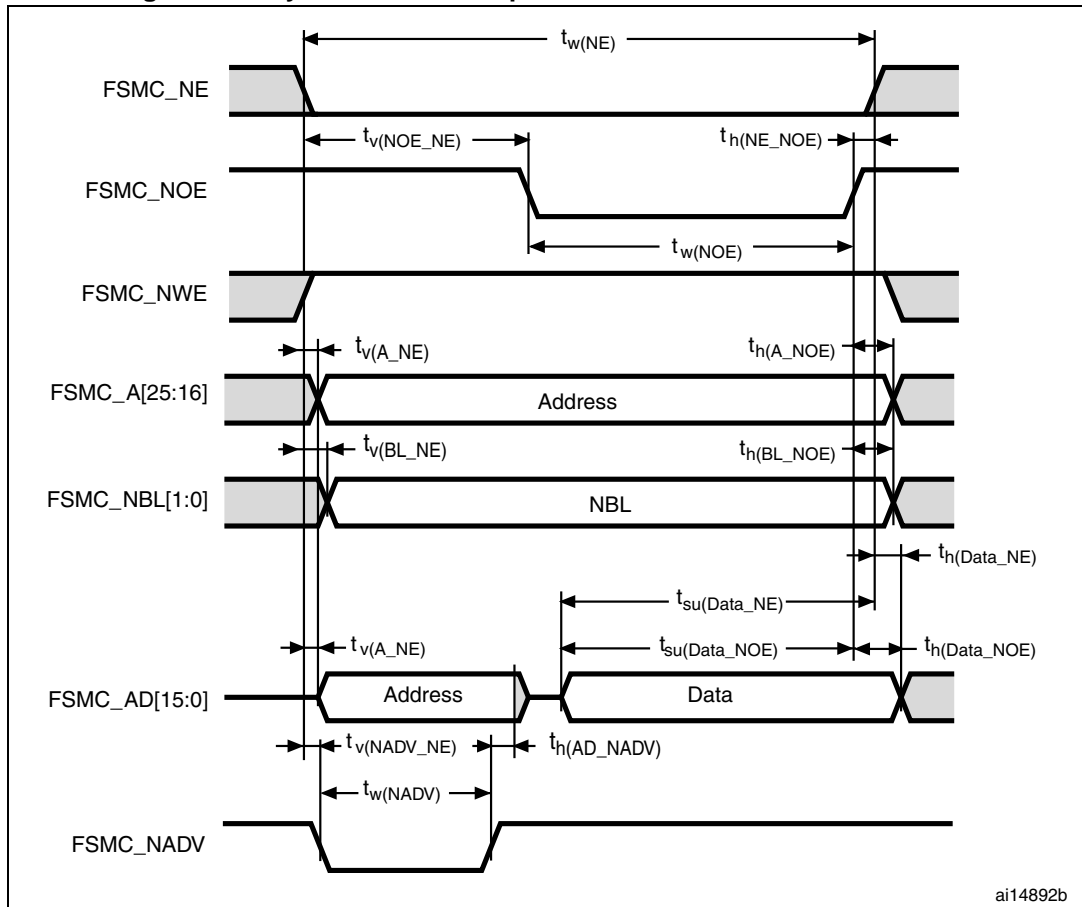 tw(NE)
FSMC_NE
tv(NOE_NE)
th(NE_NOE)
FSMC_NOE
tw(NOE)
FSMC_NWE
tv(A_NE)
th(A_NOE)
FSMC_A[25:16]
Address
tv(BL_NE)
th(BL_NOE)
FSMC_NBL[1:0]
NBL
th(Data_NE)
tsu(Data_NE)
tv(A_NE)
tsu(Data_NOE)
th(Data_NOE)
FSMC_AD[15:0]
Address
Data
tv(NADV_NE)
th(AD_NADV)
tw(NADV)
FSMC_NADV
ai14892b